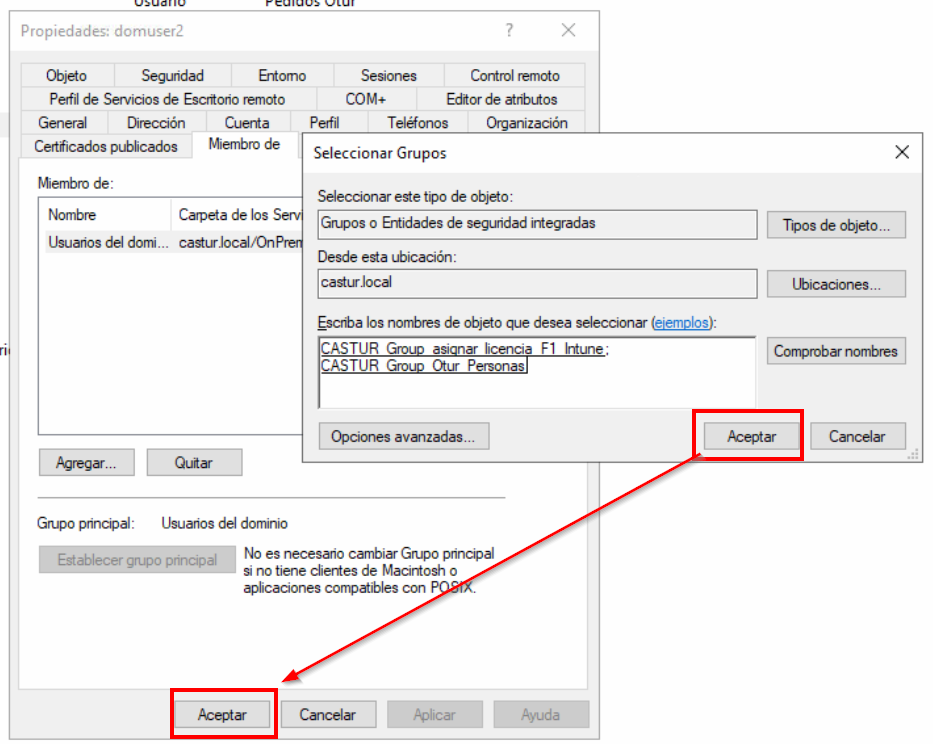 Usuario Pedidos Otur
Propiedades: domuser2 ?
Objeto Seguridad Entorno Sesiones Control remoto
Perfil de Servicios de Escritorio remoto COM+ Editor de atributos
General Dirección Cuenta Perfil Teléfonos Organización
Certificados publicados Miembro de
Miembro de:
Nombre Carpeta de los Servi
Usuarios del domi... castur.local/OnPrem
Agregar... Quitar
Grupo principal: Usuarios del dominio
Establecer grupo principal
No es necesario cambiar Grupo principal
si no tiene clientes de Macintosh o
aplicaciones compatibles con POSIX.
Aceptar Cancelar Aplicar Ayuda
Seleccionar Grupos
Seleccionar este tipo de objeto:
Grupos o Entidades de seguridad integradas Tipos de objeto...
Desde esta ubicación:
castur.local Ubicaciones...
Escriba los nombres de objeto que desea seleccionar (ejemplos):
CASTUR_Group_asignar_licencia_F1_Intune; Comprobar nombres
CASTUR_Group_Otur_Personas
Opciones avanzadas... Aceptar Cancelar